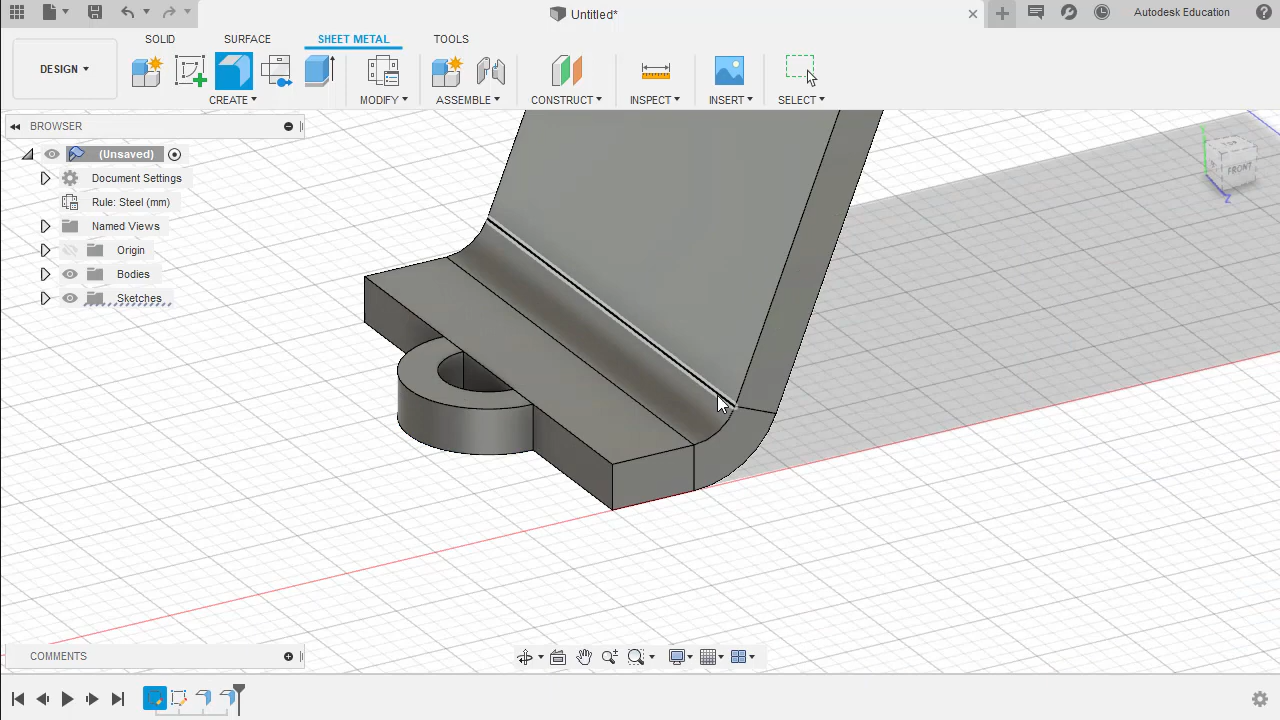 Untitled*
Autodesk Education
SOLID
SURFACE
SHEET METAL
TOOLS
DESIGN
CREATE
MODIFY
ASSEMBLE
CONSTRUCT
INSPECT
INSERT
SELECT
BROWSER
(Unsaved)
Document Settings
Rule: Steel (mm)
Named Views
Origin
Bodies
Sketches
FRONT
Z
COMMENTS